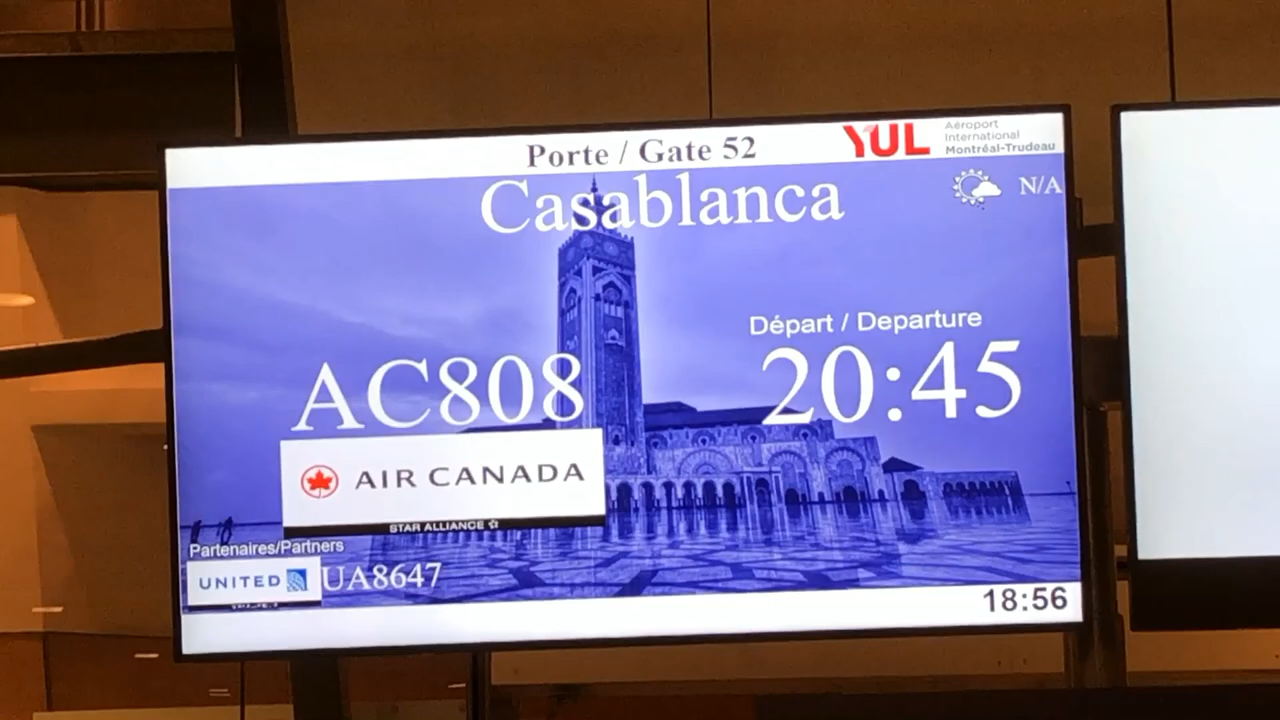 Porte / Gate 52
YUL
Aéroport
International
Montréal-Trudeau
Casablanca
N/A
Départ / Departure
AC808
20:45
AIR CANADA
STAR ALLIANCE
Partenaires/Partners
UNITED
UA8647
18:56